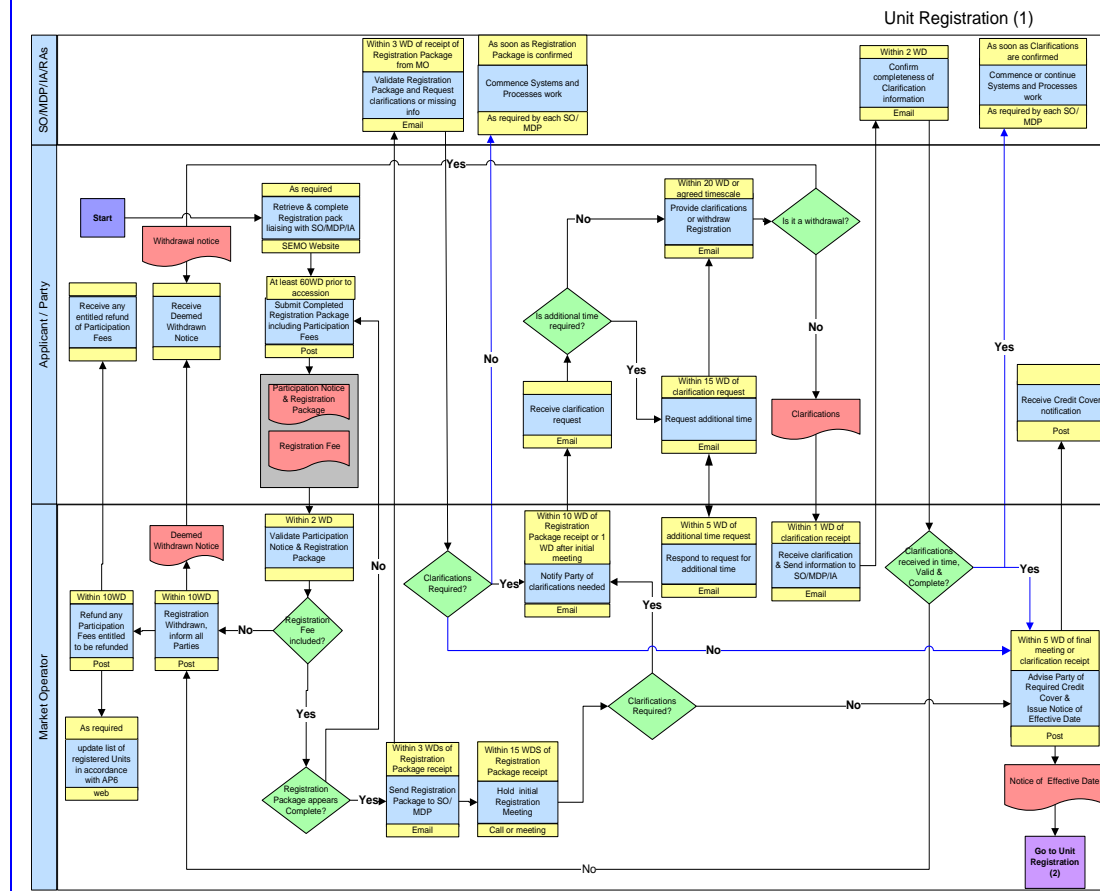 Unit Registration (1)
SO/MDP/IA/RAs
Within 3 WD of receipt of
Registration Package
from MO
Validate Registration
Package and Request
clarifications or missing
info
Email
As soon as Registration
Package is confirmed
Commence Systems and
Processes work
As required by each SO/
MDP
Within 2 WD
Confirm
completeness of
Clarification
information
Email
As soon as Clarifications
are confirmed
Commence or continue
Systems and Processes
work
As required by each SO/
MDP
Applicant / Party
Yes
Start
As required
Retrieve & complete
Registration pack
liaising with SO/MDP/IA
SEMO Website
Withdrawal notice
Within 20 WD or
agreed timescale
Provide clarifications
or withdraw
Registration
Email
Is it a withdrawal?
No
Receive any
entitled refund
of Participation
Fees
Receive
Deemed
Withdrawn
Notice
At least 60WD prior to
accession
Submit Completed
Registration Package
including Participation
Fees
Post
Is additional time
required?
No
No
Yes
Yes
Participation Notice
& Registration
Package
Registration Fee
Receive clarification
request
Email
Within 15 WD of
clarification request
Request additional time
Email
Clarifications
Receive Credit Cover
notification
Post
Market Operator
Deemed
Withdrawn Notice
Within 2 WD
Validate Participation
Notice & Registration
Package
No
Clarifications
Required?
Yes
Within 10 WD of
Registration
Package receipt or 1
WD after initial
meeting
Notify Party of
clarifications needed
Email
Within 5 WD of
additional time request
Respond to request for
additional time
Email
Within 1 WD of
clarification receipt
Receive clarification
& Send information to
SO/MDP/IA
Email
Clarifications
received in time,
Valid &
Complete?
Yes
Within 10WD
Refund any
Participation
Fees entitled
to be refunded
Post
Within 10WD
Registration
Withdrawn,
inform all
Parties
Post
No
Registration
Fee
included?
Yes
No
Within 5 WD of final
meeting or
clarification receipt
Advise Party of
Required Credit
Cover &
Issue Notice of
Effective Date
Post
Yes
Clarifications
Required?
No
As required
update list of
registered Units
in accordance
with AP6
web
Registration
Package appears
Complete?
Yes
Within 3 WDs of
Registration
Package receipt
Send Registration
Package to SO/
MDP
Email
Within 15 WDS of
Registration
Package receipt
Hold initial
Registration
Meeting
Call or meeting
Notice of Effective Date
No
Go to Unit
Registration
(2)